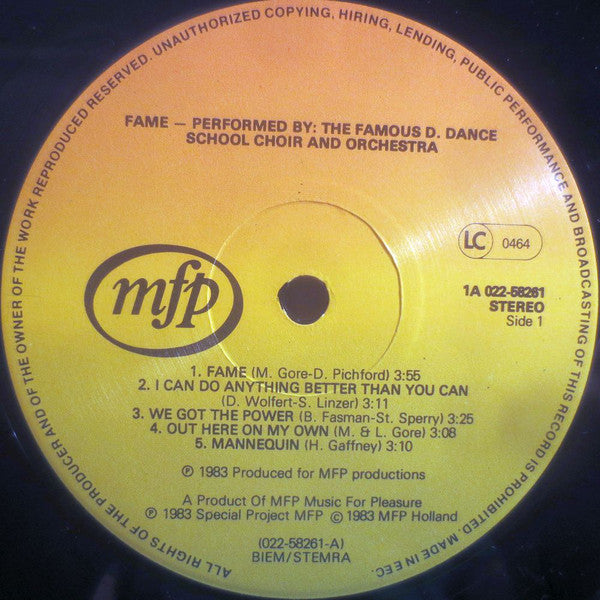 ALL RIGHTS OF THE PRODUCER AND OF THE OWNER OF THE WORK REPRODUCED RESERVED. UNAUTHORIZED COPYING, HIRING, LENDING, PUBLIC PERFORMANCE AND BROADCASTING OF THIS RECORD IS PROHIBITED. MADE IN EEC.
FAME – PERFORMED BY: THE FAMOUS D. DANCE
SCHOOL CHOIR AND ORCHESTRA
LC 0464
mfp
1A 022-58261
STEREO
Side 1
1. FAME (M. Gore-D. Pichford) 3:55
2. I CAN DO ANYTHING BETTER THAN YOU CAN
(D. Wolfert-S. Linzer) 3:11
3. WE GOT THE POWER (B. Fasman-St. Sperry) 3:25
4. OUT HERE ON MY OWN (M. & L. Gore) 3:08
5. MANNEQUIN (H. Gaffney) 3:10
℗ 1983 Produced for MFP productions
A Product Of MFP Music For Pleasure
℗ 1983 Special Project MFP © 1983 MFP Holland
(022-58261-A)
BIEM/STEMRA